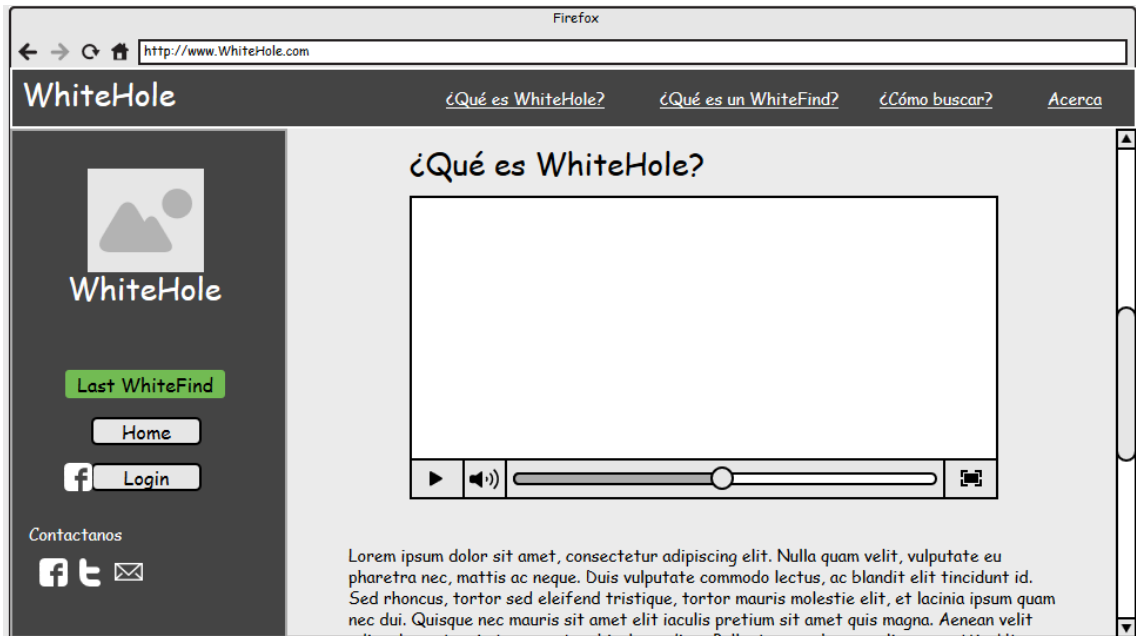 Firefox
http://www.WhiteHole.com
WhiteHole
¿Qué es WhiteHole?
¿Qué es un WhiteFind?
¿Cómo buscar?
Acerca
WhiteHole
Last WhiteFind
Home
Login
Contactanos
¿Qué es WhiteHole?
Lorem ipsum dolor sit amet, consectetur adipiscing elit. Nulla quam velit, vulputate eu
pharetra nec, mattis ac neque. Duis vulputate commodo lectus, ac blandit elit tincidunt id.
Sed rhoncus, tortor sed eleifend tristique, tortor mauris molestie elit, et lacinia ipsum quam
nec dui. Quisque nec mauris sit amet elit iaculis pretium sit amet quis magna. Aenean velit